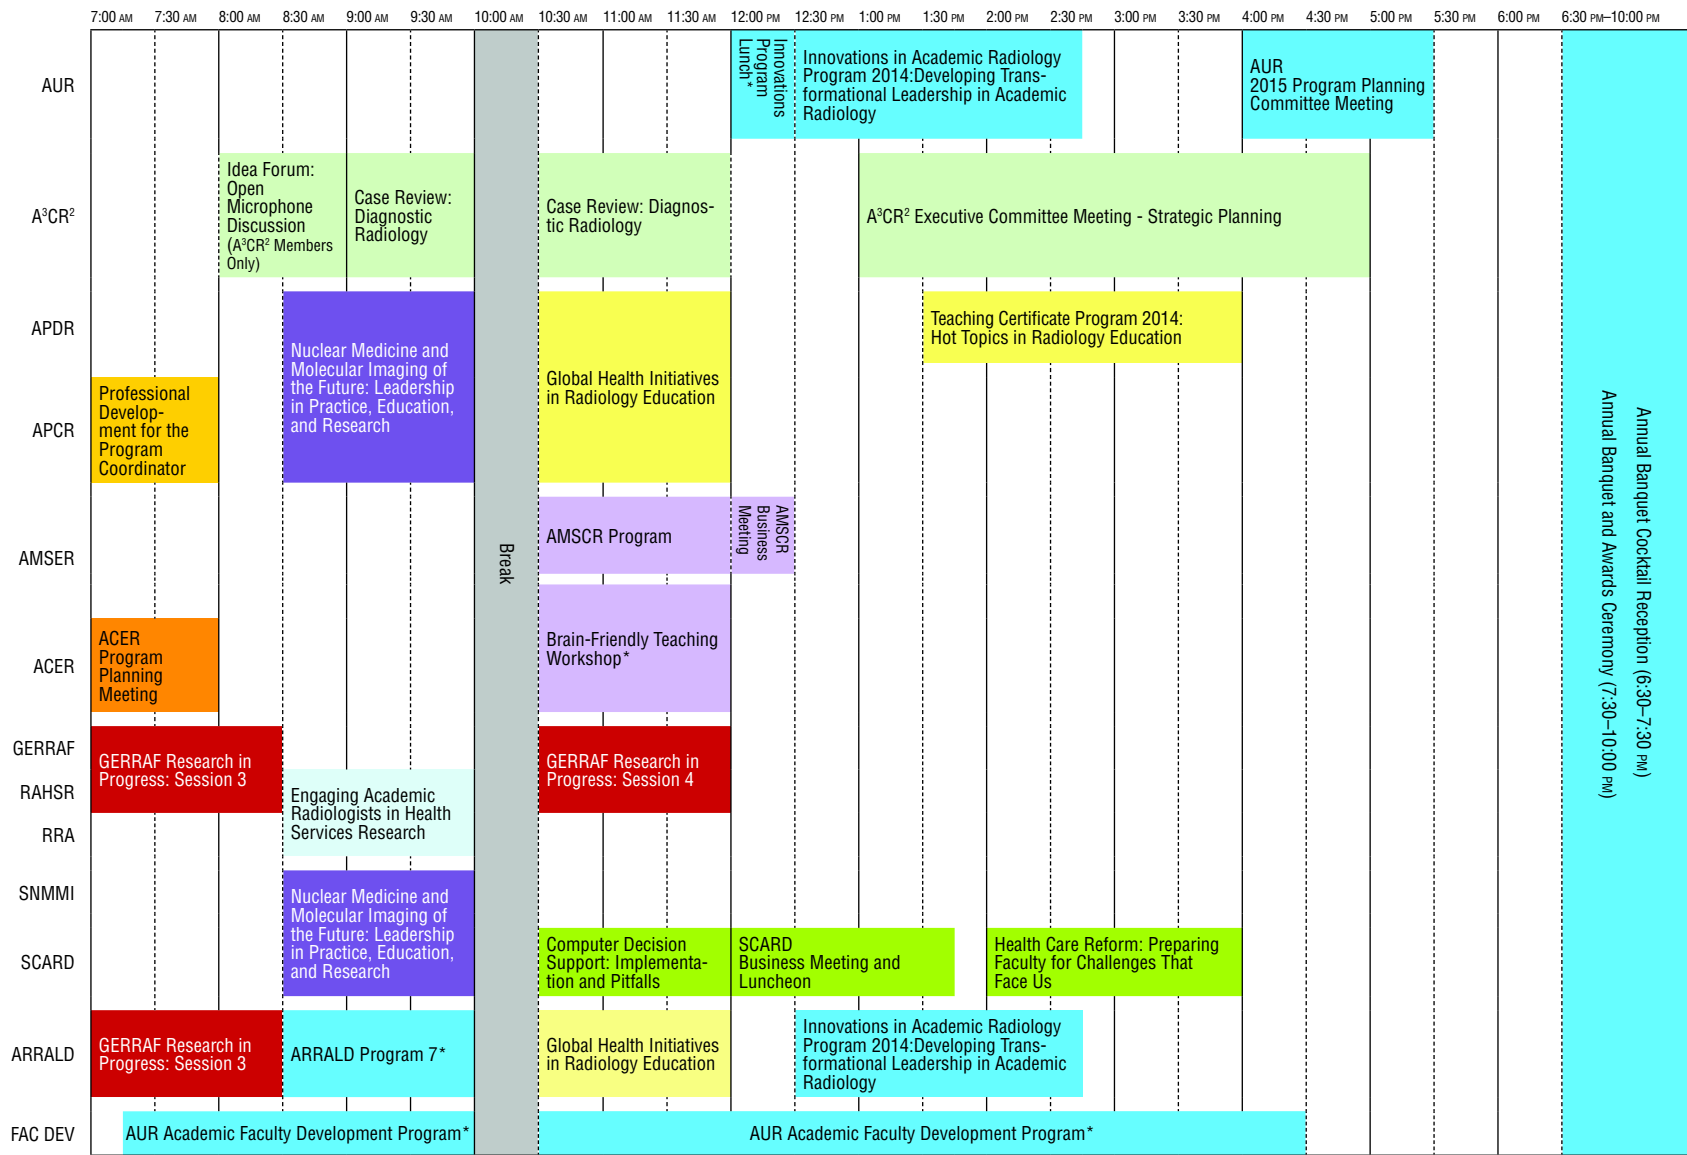 7:00 AM 7:30 AM 8:00 AM 8:30 AM 9:00 AM 9:30 AM 10:00 AM 10:30 AM 11:00 AM 11:30 AM 12:00 PM 12:30 PM 1:00 PM 1:30 PM 2:00 PM 2:30 PM 3:00 PM 3:30 PM 4:00 PM 4:30 PM 5:00 PM 5:30 PM 6:00 PM 6:30 PM–10:00 PM
AUR
Innovations
Program
Lunch*
Innovations in Academic Radiology
Program 2014:Developing Trans-
formational Leadership in Academic
Radiology
AUR
2015 Program Planning
Committee Meeting
A³CR²
Idea Forum:
Open
Microphone
Discussion
(A³CR² Members
Only)
Case Review:
Diagnostic
Radiology
Case Review: Diagnos-
tic Radiology
A³CR² Executive Committee Meeting - Strategic Planning
APDR
Nuclear Medicine and
Molecular Imaging of
the Future: Leadership
in Practice, Education,
and Research
Global Health Initiatives
in Radiology Education
Teaching Certificate Program 2014:
Hot Topics in Radiology Education
APCR
Professional
Develop-
ment for the
Program
Coordinator
AMSER
AMSCR Program
AMSCR
Business
Meeting
Break
ACER
ACER
Program
Planning
Meeting
Brain-Friendly Teaching
Workshop*
GERRAF
GERRAF Research in
Progress: Session 3
GERRAF Research in
Progress: Session 4
RAHSR
Engaging Academic
Radiologists in Health
Services Research
RRA
SNMMI
Nuclear Medicine and
Molecular Imaging of
the Future: Leadership
in Practice, Education,
and Research
SCARD
Computer Decision
Support: Implementa-
tion and Pitfalls
SCARD
Business Meeting and
Luncheon
Health Care Reform: Preparing
Faculty for Challenges That
Face Us
ARRALD
GERRAF Research in
Progress: Session 3
ARRALD Program 7*
Global Health Initiatives
in Radiology Education
Innovations in Academic Radiology
Program 2014:Developing Trans-
formational Leadership in Academic
Radiology
FAC DEV
AUR Academic Faculty Development Program*
AUR Academic Faculty Development Program*
Annual Banquet Cocktail Reception (6:30–7:30 PM)
Annual Banquet and Awards Ceremony (7:30–10:00 PM)